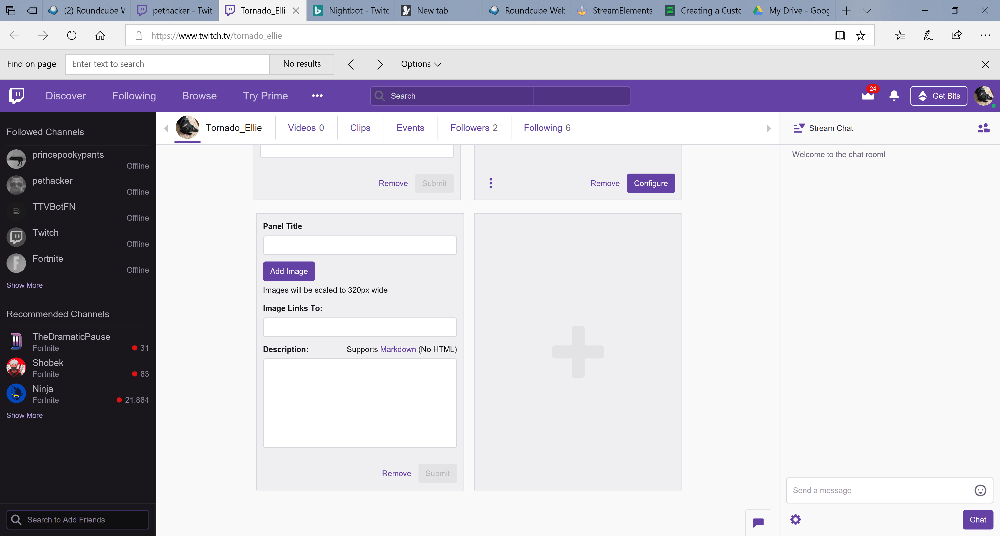 (2) Roundcube W
pethacker - Twit
Tornado_Elli
Nightbot - Twitc
New tab
Roundcube Web
StreamElements
Creating a Custo
My Drive - Goog
https://www.twitch.tv/tornado_ellie
Find on page
Enter text to search
No results
Options
Discover
Following
Browse
Try Prime
Search
24
Get Bits
Followed Channels
princepookypants
Offline
pethacker
Offline
TTVBotFN
Offline
Twitch
Offline
Fortnite
Offline
Show More
Recommended Channels
TheDramaticPause
Fortnite
31
Shobek
Fortnite
63
Ninja
Fortnite
21,864
Show More
Search to Add Friends
Tornado_Ellie
Videos 0
Clips
Events
Followers 2
Following 6
Remove
Submit
Remove
Configure
Panel Title
Add Image
Images will be scaled to 320px wide
Image Links To:
Description:
Supports Markdown (No HTML)
Remove
Submit
Stream Chat
Welcome to the chat room!
Send a message
Chat